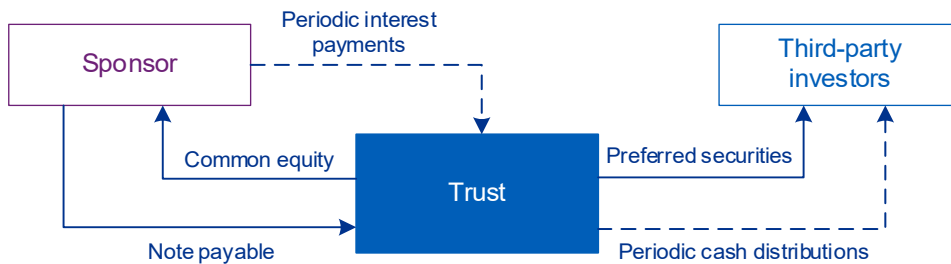 Periodic interest
payments
Sponsor
Third-party
investors
Common equity
Preferred securities
Trust
Note payable
Periodic cash distributions